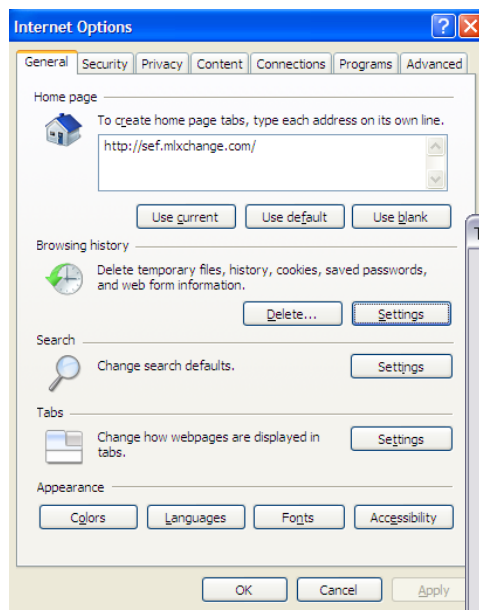 Internet Options
General Security Privacy Content Connections Programs Advanced
Home page
To create home page tabs, type each address on its own line.
http://sef.mlxchange.com/
Use current Use default Use blank
Browsing history
Delete temporary files, history, cookies, saved passwords,
and web form information.
Delete... Settings
Search
Change search defaults. Settings
Tabs
Change how webpages are displayed in
tabs.
Settings
Appearance
Colors Languages Fonts Accessibility
OK Cancel Apply